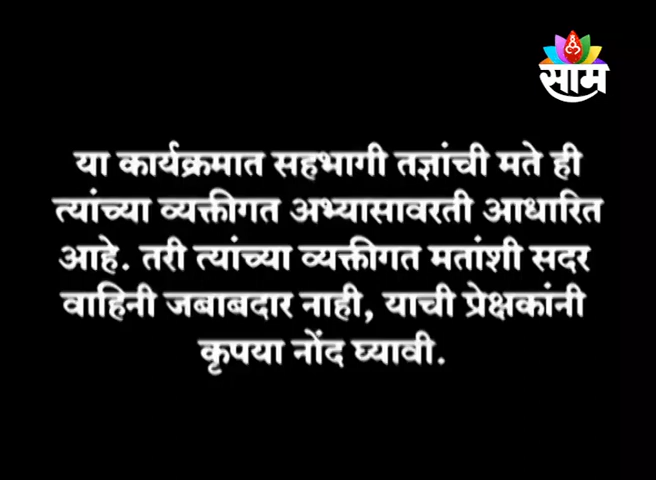 साम
या कार्यक्रमात सहभागी तज्ञांची मते ही
त्यांच्या व्यक्तीगत अभ्यासावरती आधारित
आहे. तरी त्यांच्या व्यक्तीगत मतांशी सदर
वाहिनी जबाबदार नाही, याची प्रेक्षकांनी
कृपया नोंद घ्यावी.